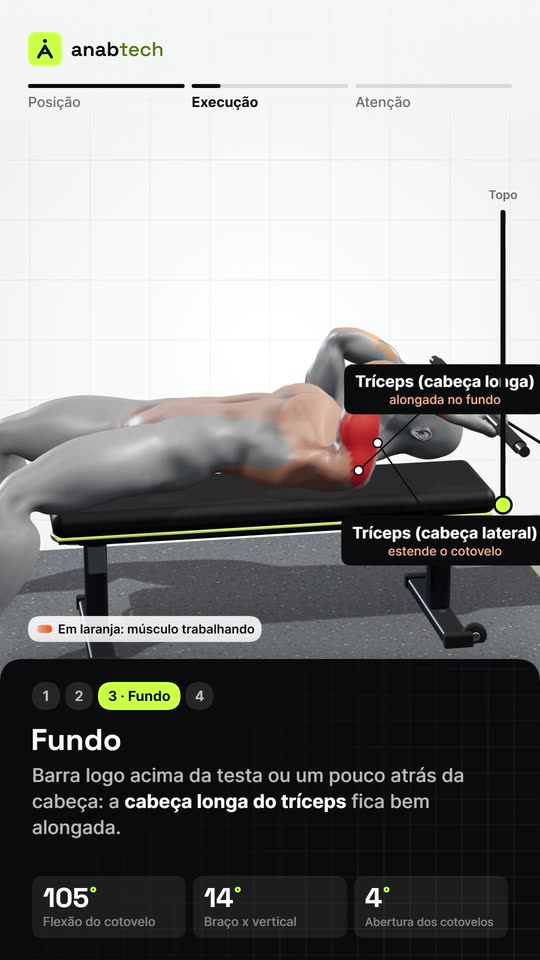 anabtech
Posição
Execução
Atenção
Topo
Tríceps (cabeça longa)
alongada no fundo
Tríceps (cabeça lateral)
estende o cotovelo
Em laranja: músculo trabalhando
1
2
3 · Fundo
4
Fundo
Barra logo acima da testa ou um pouco atrás da
cabeça: a cabeça longa do tríceps fica bem
alongada.
105°
14°
4°
Flexão do cotovelo
Braço x vertical
Abertura dos cotovelos